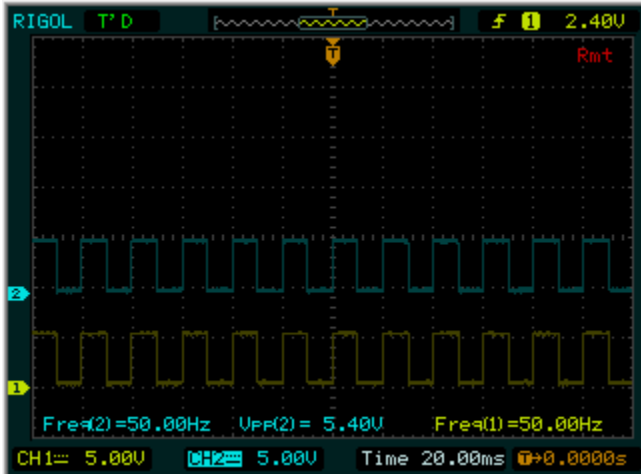 RIGOL T'D T f 1 2.40V
T
Rmt
2
1
Freq(2)=50.00Hz Vpp(2)= 5.40V Freq(1)=50.00Hz
CH1 5.00V CH2 5.00V Time 20.00ms T→0.0000s